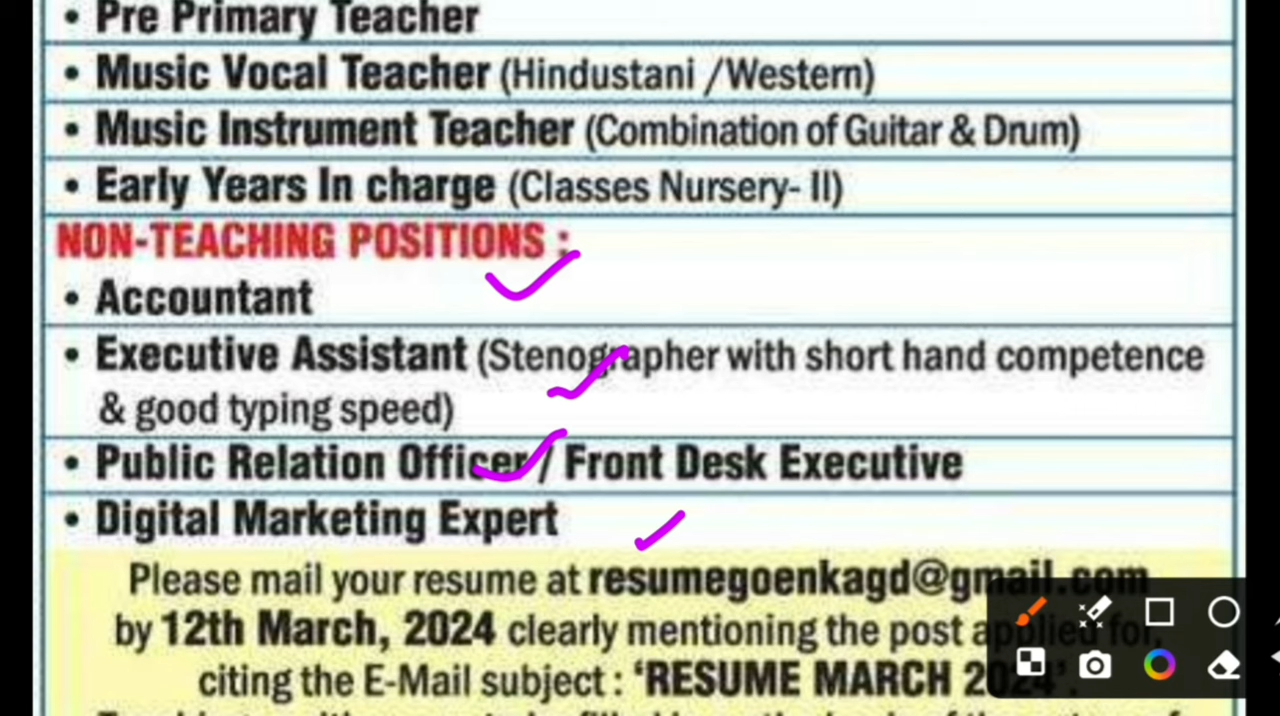 • Pre Primary Teacher
• Music Vocal Teacher (Hindustani /Western)
• Music Instrument Teacher (Combination of Guitar & Drum)
• Early Years In charge (Classes Nursery- II)
NON-TEACHING POSITIONS :
• Accountant
• Executive Assistant (Stenographer with short hand competence
& good typing speed)
• Public Relation Officer / Front Desk Executive
• Digital Marketing Expert
Please mail your resume at resumegoenkagd@gmail.com
by 12th March, 2024 clearly mentioning the post applied for,
citing the E-Mail subject : ‘RESUME MARCH 2024’.